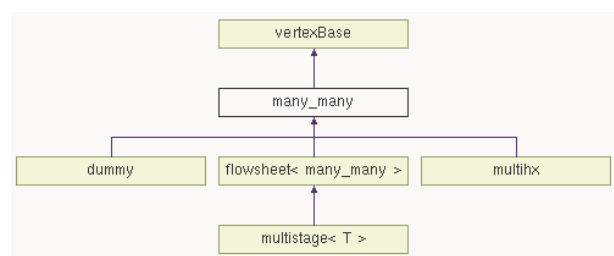 vertexBase
many_many
dummy
flowsheet< many_many >
multihx
multistage< T >